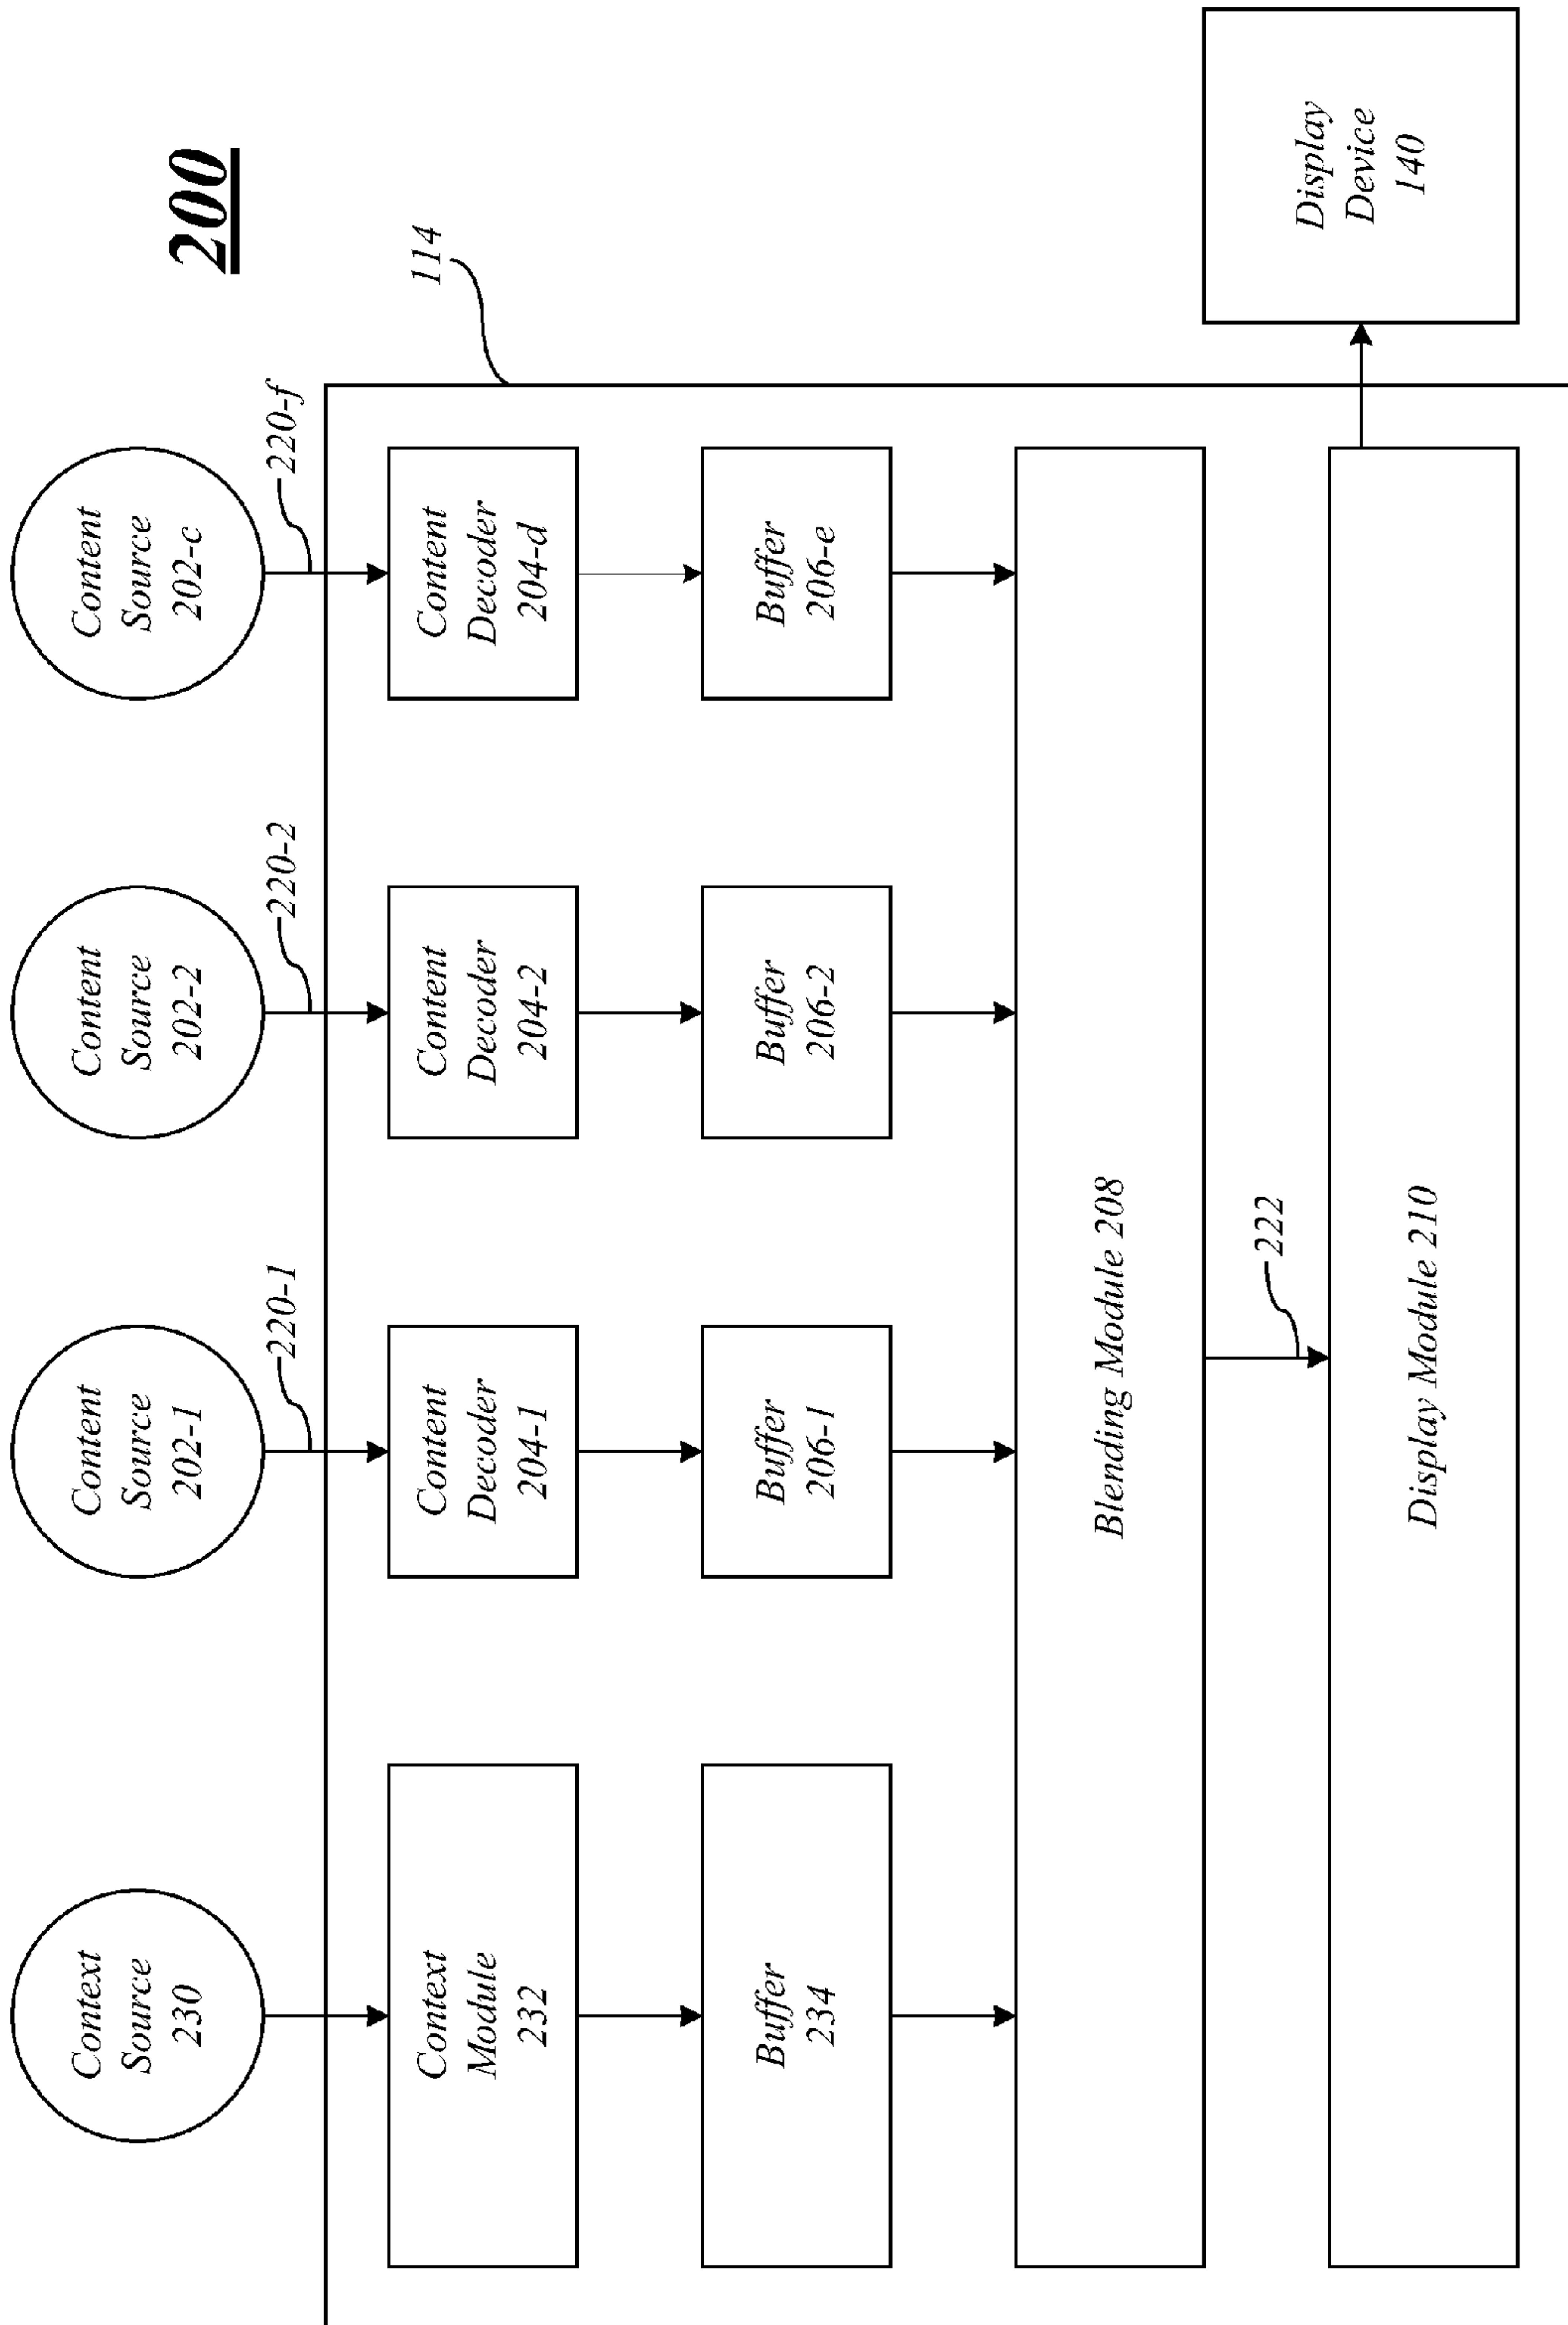 200
Context
Source
230
Content
Source
202-1
Content
Source
202-2
Content
Source
202-c
220-1
220-2
220-f
114
Context
Module
232
Content
Decoder
204-1
Content
Decoder
204-2
Content
Decoder
204-d
Buffer
234
Buffer
206-1
Buffer
206-2
Buffer
206-e
Blending Module 208
222
Display Module 210
Display
Device
140